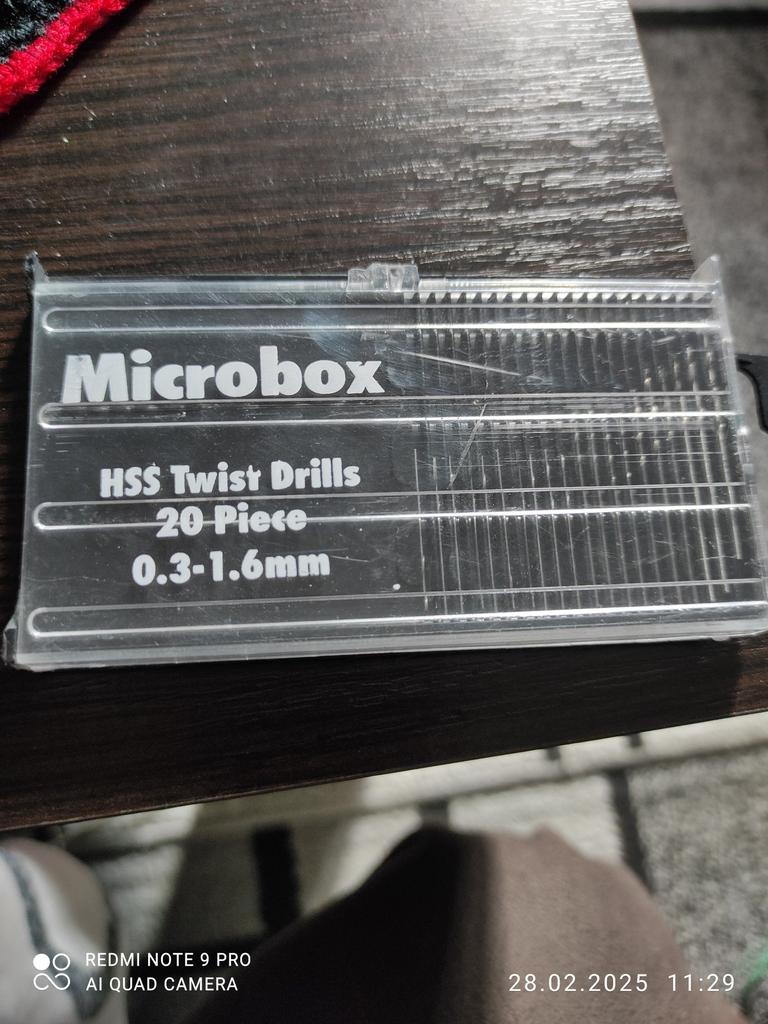 Microbox
HSS Twist Drills
20 Piece
0.3-1.6mm
REDMI NOTE 9 PRO
AI QUAD CAMERA
28.02.2025 11:29